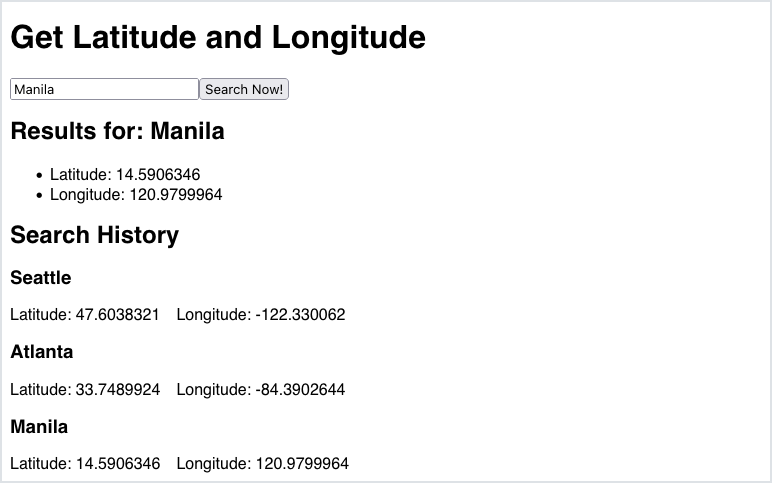 Get Latitude and Longitude
Manila Search Now!
Results for: Manila
• Latitude: 14.5906346
• Longitude: 120.9799964
Search History
Seattle
Latitude: 47.6038321 Longitude: -122.330062
Atlanta
Latitude: 33.7489924 Longitude: -84.3902644
Manila
Latitude: 14.5906346 Longitude: 120.9799964